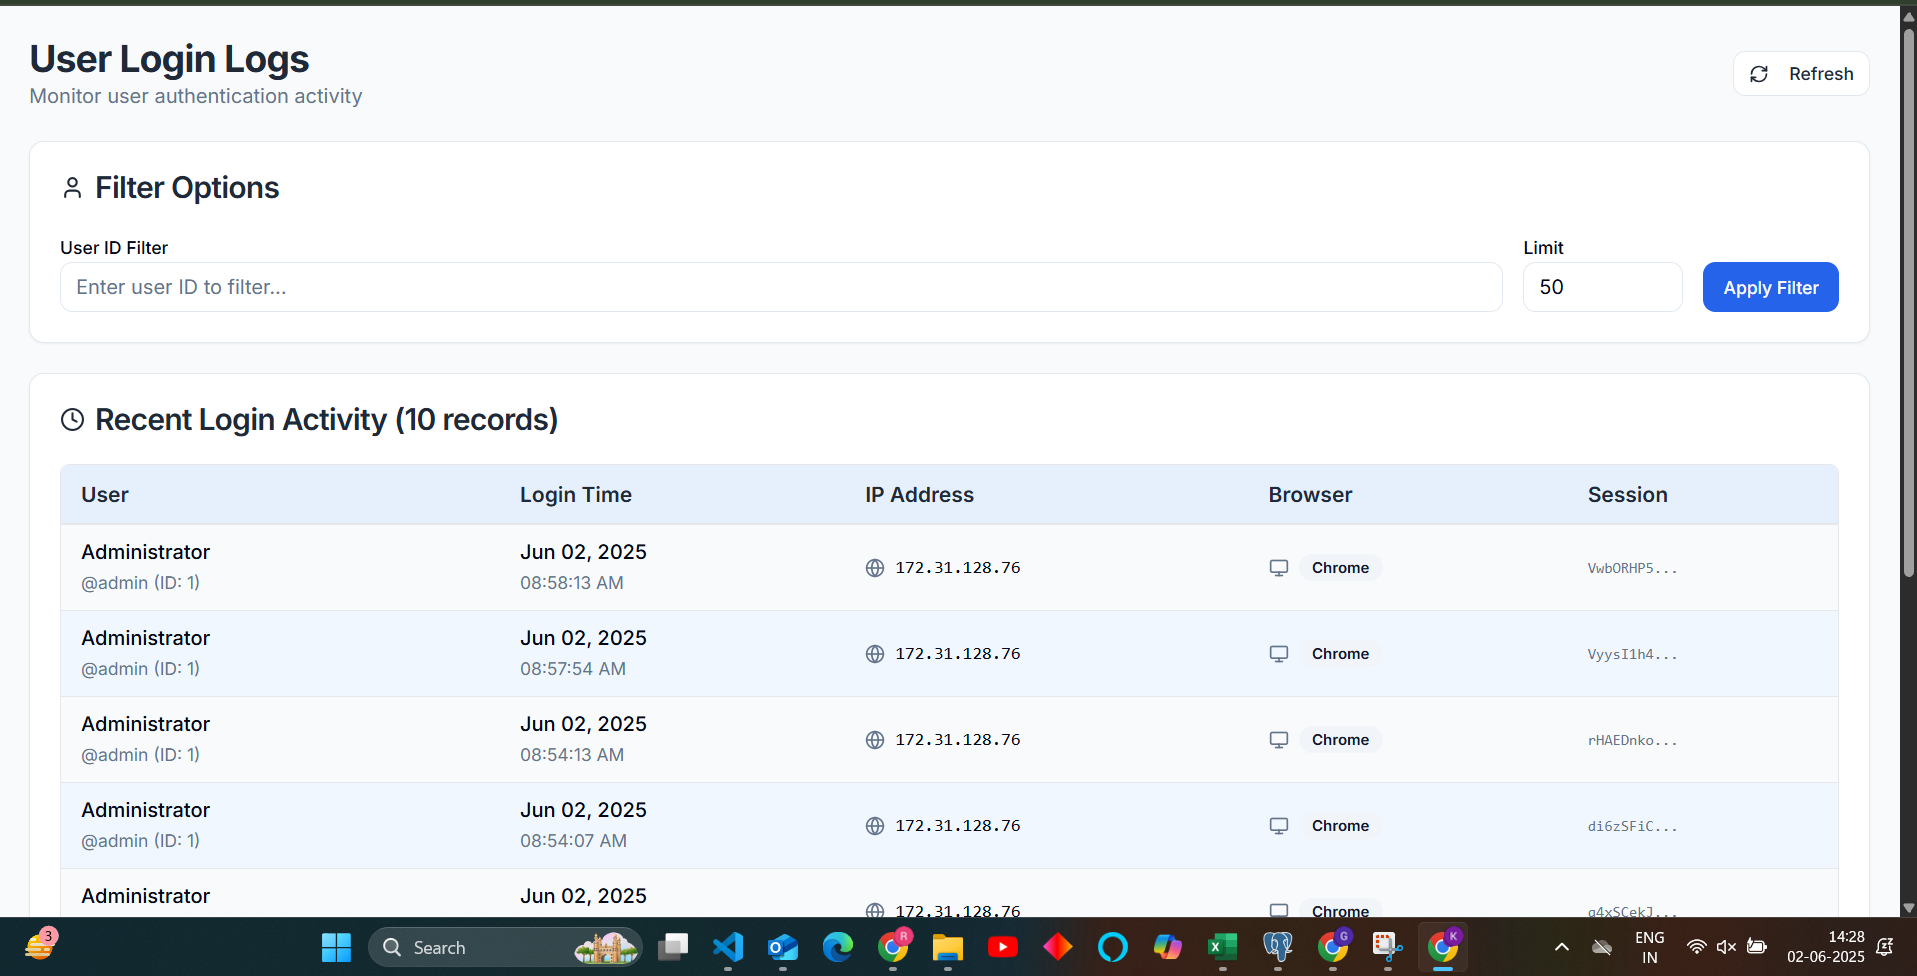 User Login Logs
Monitor user authentication activity
Refresh
Filter Options
User ID Filter
Limit
Enter user ID to filter...
50
Apply Filter
Recent Login Activity (10 records)
User Login Time IP Address Browser Session
Administrator Jun 02, 2025
@admin (ID: 1) 08:58:13 AM 172.31.128.76 Chrome VwbORHP5...
Administrator Jun 02, 2025
@admin (ID: 1) 08:57:54 AM 172.31.128.76 Chrome VyysI1h4...
Administrator Jun 02, 2025
@admin (ID: 1) 08:54:13 AM 172.31.128.76 Chrome rHAEDnko...
Administrator Jun 02, 2025
@admin (ID: 1) 08:54:07 AM 172.31.128.76 Chrome di6zSFiC...
Administrator Jun 02, 2025
172.31.128.76 Chrome
3
Search
R
G
K
ENG
IN
14:28
02-06-2025